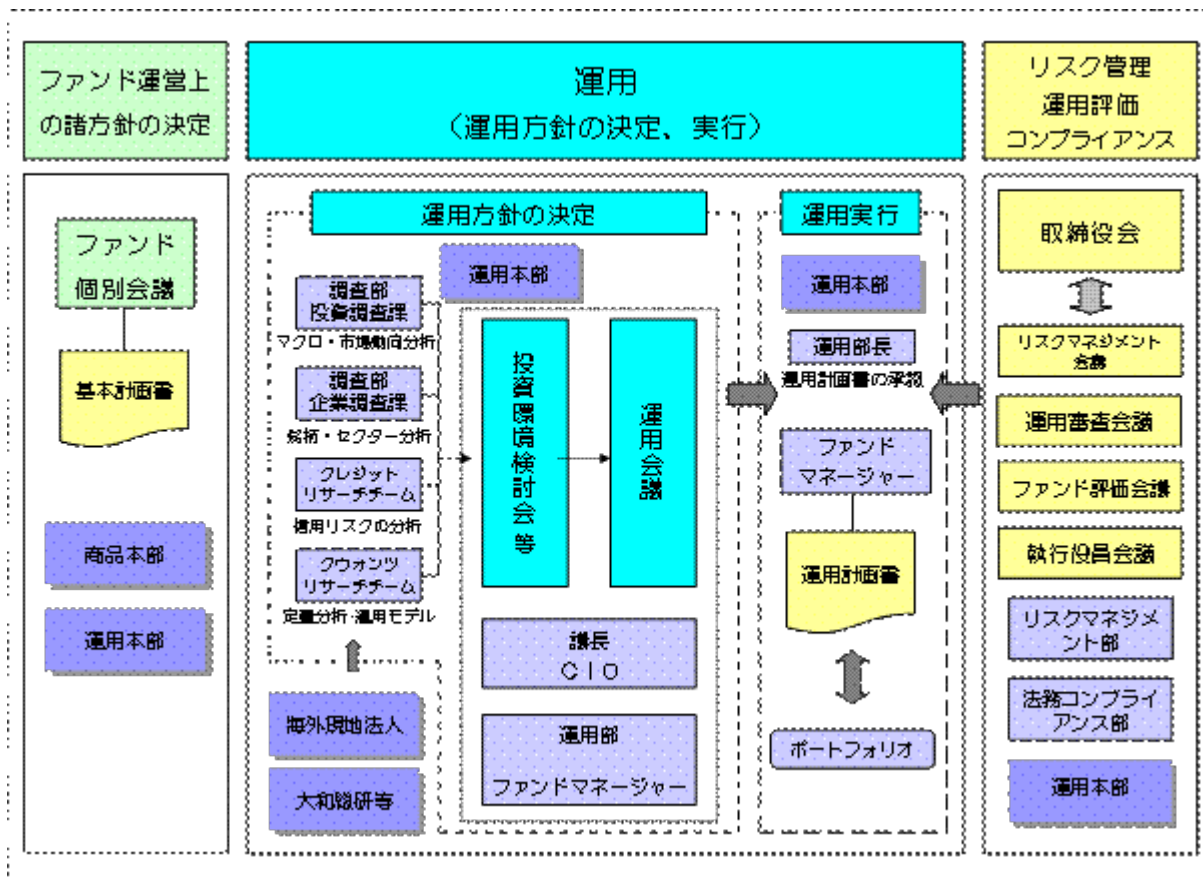 ファンド運営上
の諸方針の決定
運用
（運用方針の決定、実行）
リスク管理
運用評価
コンプライアンス
ファンド
個別会議
基本計画書
商品本部
運用本部
運用方針の決定
運用本部
調査部
投資調査課
マクロ・市場動向分析
調査部
企業調査課
銘柄・セクター分析
クレジット
リサーチチーム
信用リスクの分析
クウォンツ
リサーチチーム
定量分析・運用モデル
海外現地法人
大和総研等
投資環境検討会等
運用会議
議長
ＣＩＯ
運用部
ファンドマネージャー
運用実行
運用本部
運用部長
運用計画書の承認
ファンド
マネージャー
運用計画書
ポートフォリオ
取締役会
リスクマネジメント
会議
運用審査会議
ファンド評価会議
執行役員会議
リスクマネジメ
ント部
法務コンプライ
アンス部
運用本部